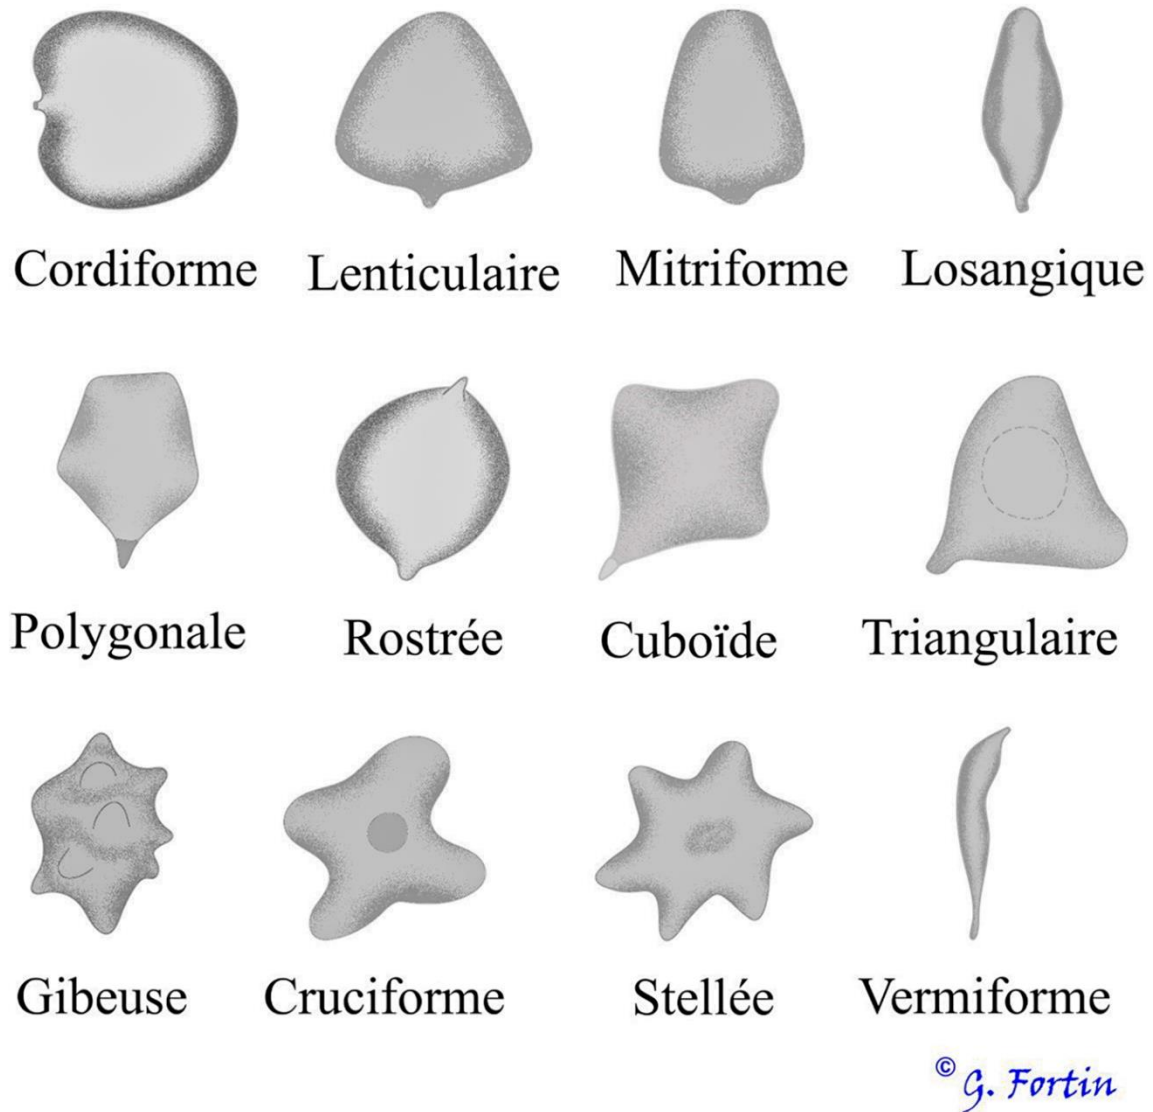 Cordiforme Lenticulaire Mitriforme Losangique
Polygonale Rostrée Cuboïde Triangulaire
Gibeuse Cruciforme Stellée Vermiforme
© G. Fortin